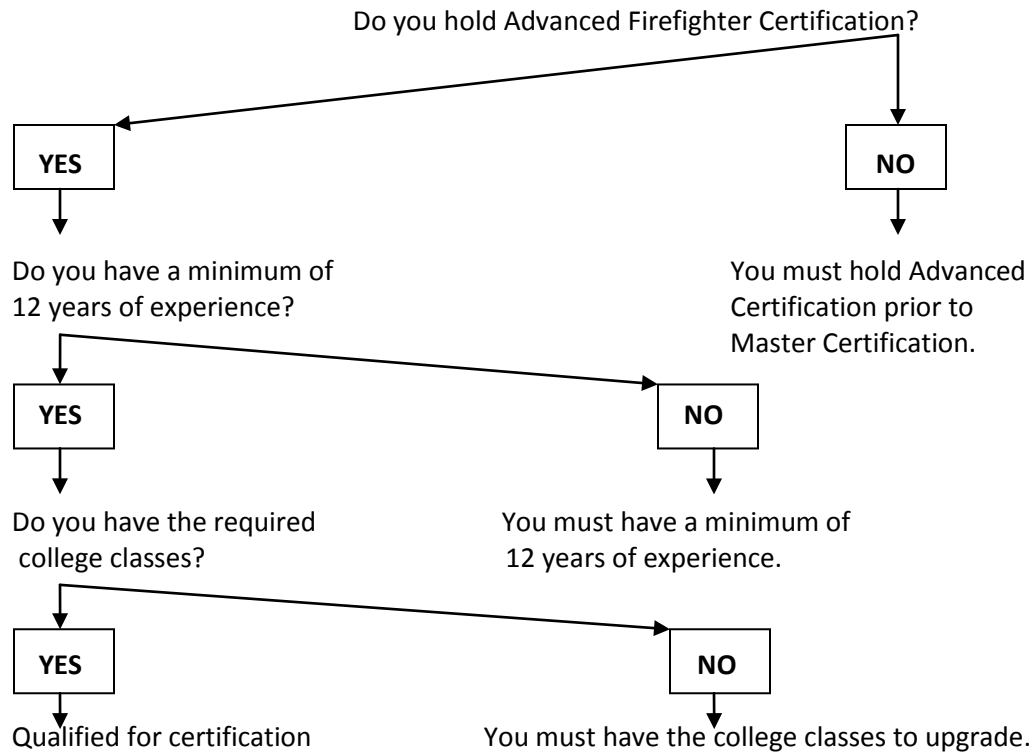 Do you hold Advanced Firefighter Certification?
YES
NO
Do you have a minimum of
12 years of experience?
You must hold Advanced
Certification prior to
Master Certification.
YES
NO
Do you have the required
college classes?
You must have a minimum of
12 years of experience.
YES
NO
Qualified for certification
You must have the college classes to upgrade.